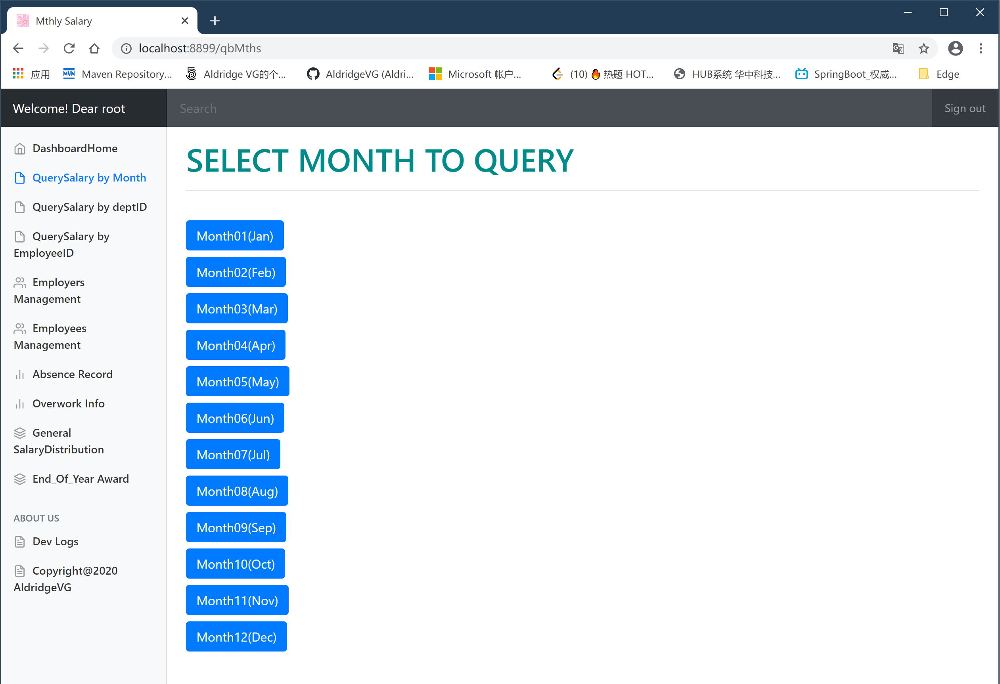 Mthly Salary
localhost:8899/qbMths
应用
Maven Repository...
Aldridge VG的个...
AldridgeVG (Aldri...
Microsoft 帐户...
(10) 🔥 热题 HOT...
HUB系统 华中科技...
SpringBoot_权威...
Edge
Welcome! Dear root
Search
Sign out
DashboardHome
QuerySalary by Month
QuerySalary by deptID
QuerySalary by
EmployeeID
Employers
Management
Employees
Management
Absence Record
Overwork Info
General
SalaryDistribution
End_Of_Year Award
ABOUT US
Dev Logs
Copyright@2020
AldridgeVG
SELECT MONTH TO QUERY
Month01(Jan)
Month02(Feb)
Month03(Mar)
Month04(Apr)
Month05(May)
Month06(Jun)
Month07(Jul)
Month08(Aug)
Month09(Sep)
Month10(Oct)
Month11(Nov)
Month12(Dec)